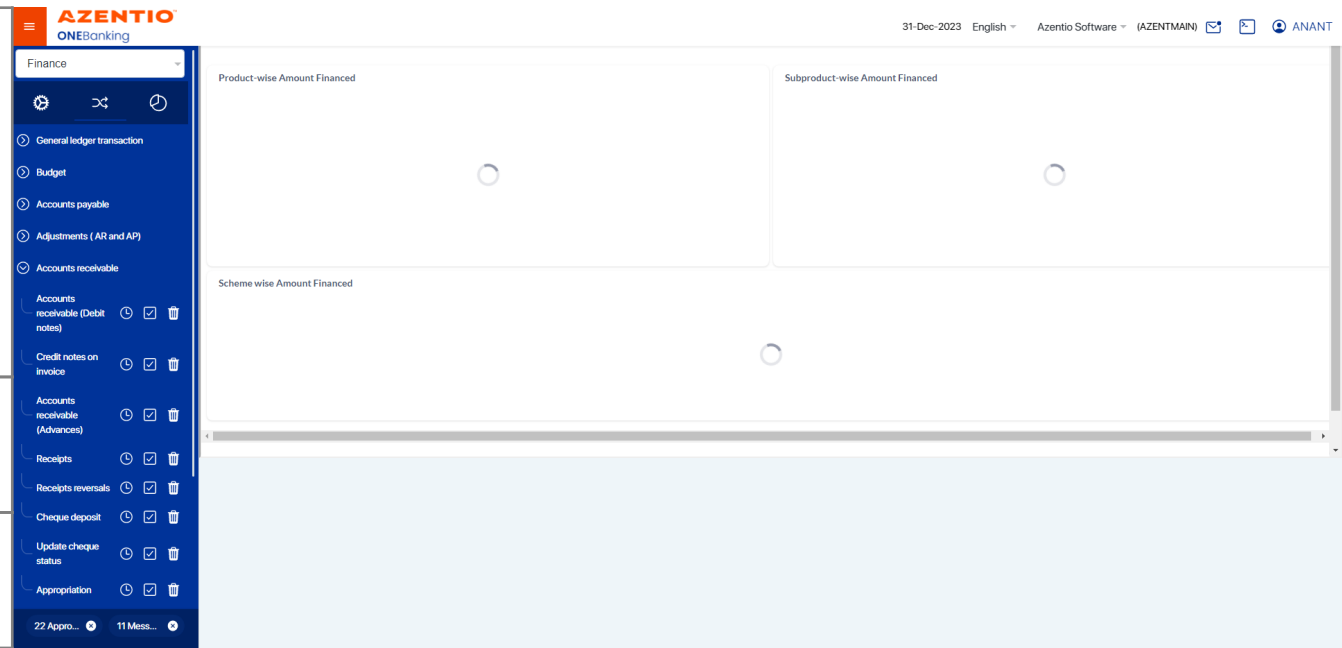 AZENTIO
ONEBanking
31-Dec-2023 English Azentio Software (AZENTMAIN) ANANT
Finance
General ledger transaction
Budget
Accounts payable
Adjustments ( AR and AP)
Accounts receivable
Accounts
receivable (Debit
notes)
Credit notes on
invoice
Accounts
receivable
(Advances)
Receipts
Receipts reversals
Cheque deposit
Update cheque
status
Appropriation
22 Appro... 11 Mess...
Product-wise Amount Financed
Subproduct-wise Amount Financed
Scheme wise Amount Financed